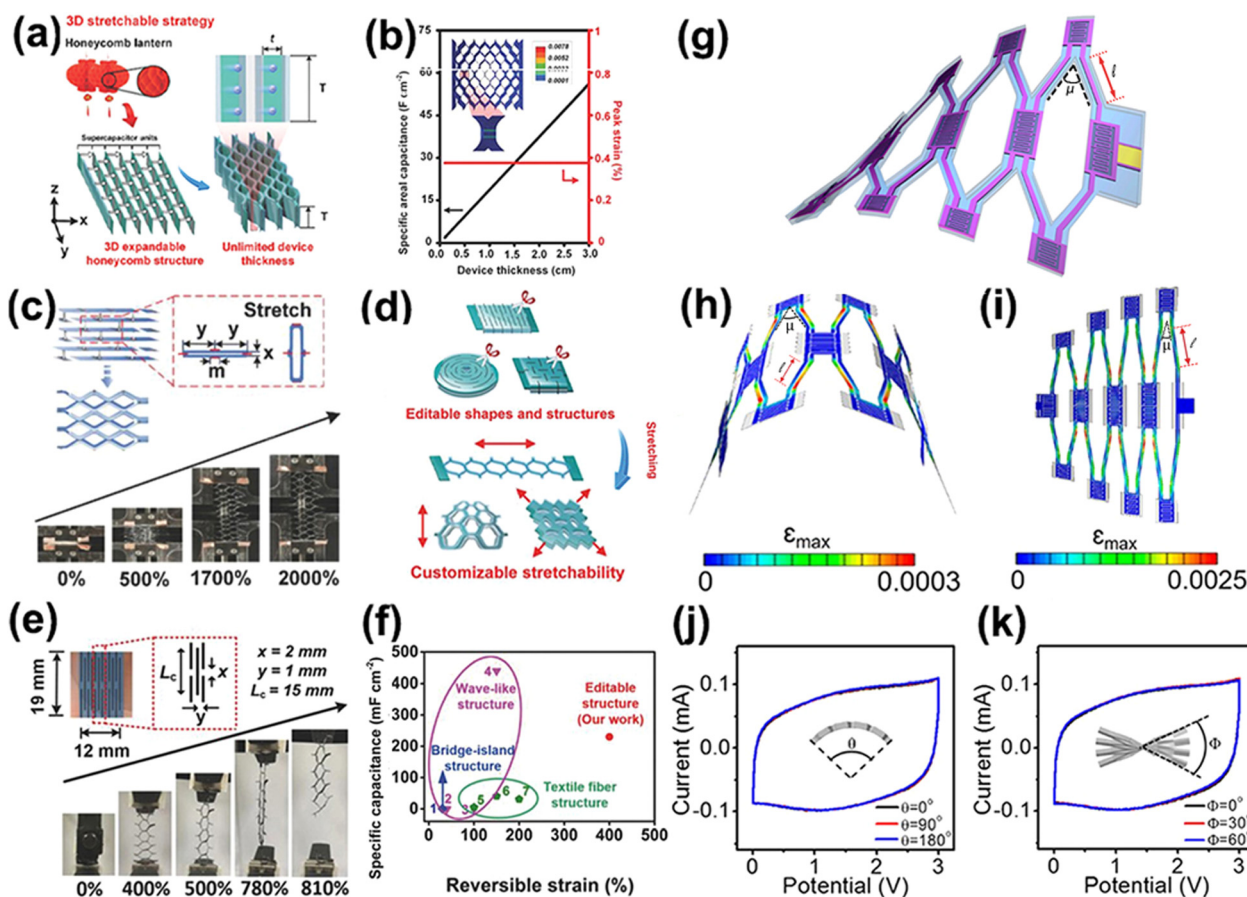 (a)
3D stretchable strategy
Honeycomb lantern
t
T
Supercapacitor units
z
x
y
T
3D expandable
honeycomb structure
Unlimited device
thickness
(b)
Specific areal capacitance (F cm-2)
75
60
45
30
15
0
0.0
0.5
1.0
1.5
2.0
2.5
3.0
Device thickness (cm)
1
0.8
0.6
0.4
0.2
0
Peak strain (%)
0.0078
0.0052
0.0001
(c)
Stretch
y
y
x
m
0%
500%
1700%
2000%
(d)
Editable shapes and structures
Stretching
Customizable stretchability
(e)
19 mm
12 mm
Lc
x
y
x = 2 mm
y = 1 mm
Lc = 15 mm
0%
400%
500%
780%
810%
(f)
Specific capacitance (mF cm-2)
500
400
300
200
100
0
0
100
200
300
400
500
Reversible strain (%)
4
Wave-like
structure
Editable
structure
(Our work)
Bridge-island
structure
Textile fiber
structure
1
2
3
5
6
7
(g)
μ
ℓ
(h)
μ
εmax
0
0.0003
(i)
μ
εmax
0
0.0025
(j)
Current (mA)
0.1
0.0
-0.1
0
1
2
3
Potential (V)
θ
θ=0°
θ=90°
θ=180°
(k)
Current (mA)
0.1
0.0
-0.1
0
1
2
3
Potential (V)
Φ
Φ=0°
Φ=30°
Φ=60°